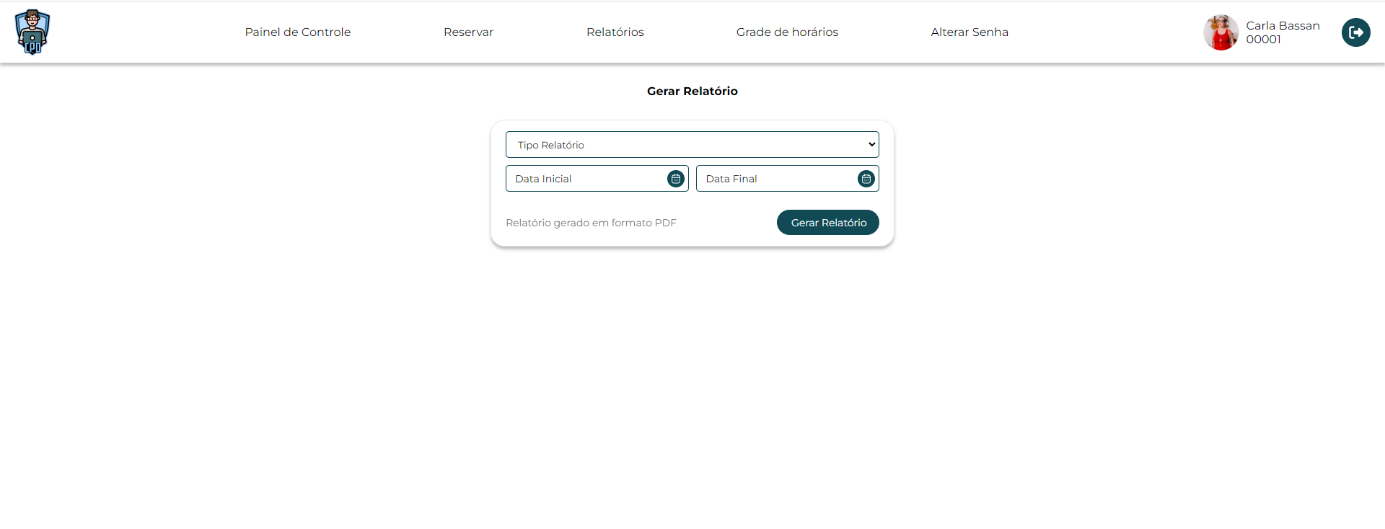 CPD
Painel de Controle
Reservar
Relatórios
Grade de horários
Alterar Senha
Carla Bassan
00001
Gerar Relatório
Tipo Relatório
Data Inicial
Data Final
Relatório gerado em formato PDF
Gerar Relatório